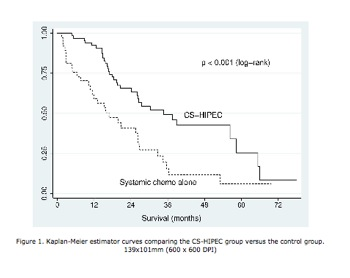 1.00
0.75
0.50
0.25
0.00
p < 0.001 (log-rank)
CS-HIPEC
Systemic chemo alone
0 12 24 36 48 60 72
Survival (months)
Figure 1. Kaplan-Meier estimator curves comparing the CS-HIPEC group versus the control group.
139x101mm (600 x 600 DPI)